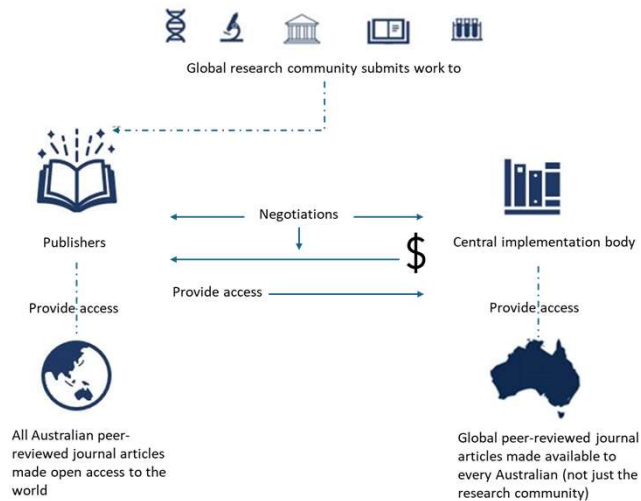 Global research community submits work to
Negotiations
Publishers
Central implementation body
$
Provide access
Provide access
Provide access
All Australian peer-
reviewed journal articles
made open access to the
world
Global peer-reviewed journal
articles made available to
every Australian (not just the
research community)